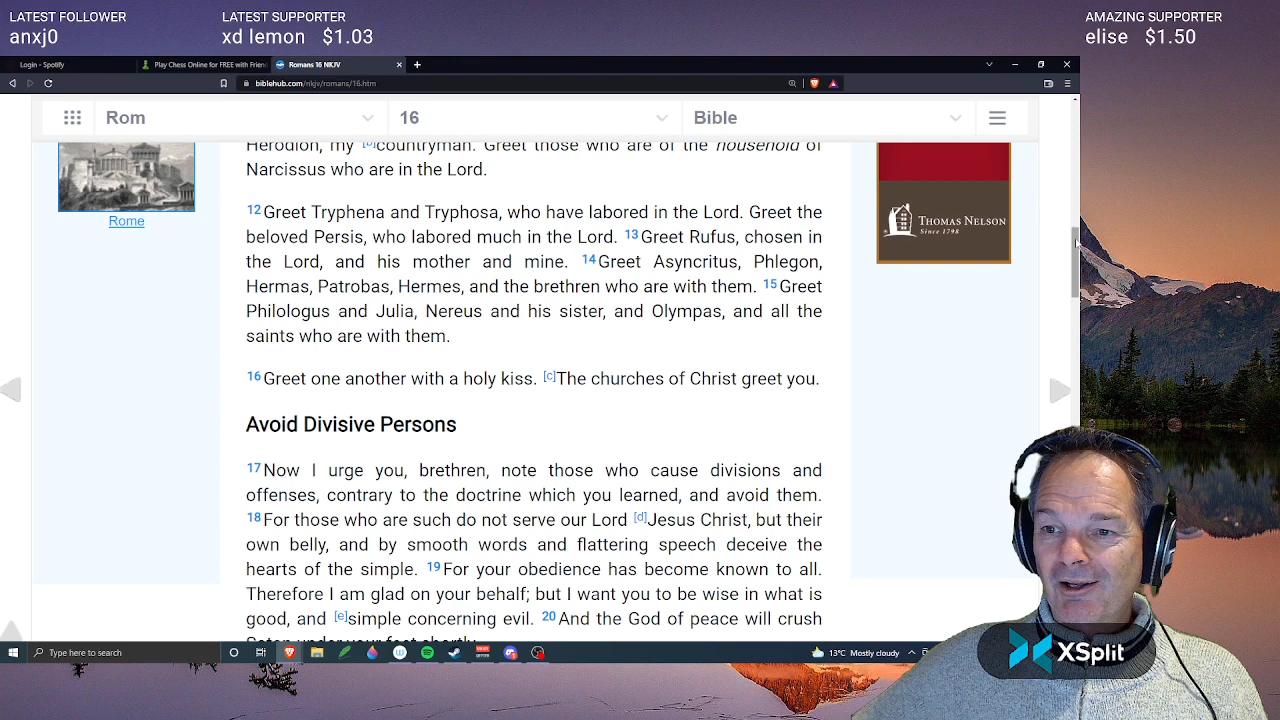 LATEST FOLLOWER
anxj0
LATEST SUPPORTER
xd lemon $1.03
AMAZING SUPPORTER
elise $1.50
Login - Spotify
Play Chess Online for FREE with Friend
Romans 16 NKJV
biblehub.com/nkjv/romans/16.htm
Rom
16
Bible
Herodion, my [b]countryman. Greet those who are of the household of
Narcissus who are in the Lord.
12 Greet Tryphena and Tryphosa, who have labored in the Lord. Greet the
beloved Persis, who labored much in the Lord. 13 Greet Rufus, chosen in
the Lord, and his mother and mine. 14 Greet Asyncritus, Phlegon,
Hermas, Patrobas, Hermes, and the brethren who are with them. 15 Greet
Philologus and Julia, Nereus and his sister, and Olympas, and all the
saints who are with them.
16 Greet one another with a holy kiss. [c]The churches of Christ greet you.
Avoid Divisive Persons
17 Now I urge you, brethren, note those who cause divisions and
offenses, contrary to the doctrine which you learned, and avoid them.
18 For those who are such do not serve our Lord [d]Jesus Christ, but their
own belly, and by smooth words and flattering speech deceive the
hearts of the simple. 19 For your obedience has become known to all.
Therefore I am glad on your behalf; but I want you to be wise in what is
good, and [e]simple concerning evil. 20 And the God of peace will crush
Satan under your feet shortly.
Rome
THOMAS NELSON
Since 1798
Type here to search
13°C Mostly cloudy
XSplit